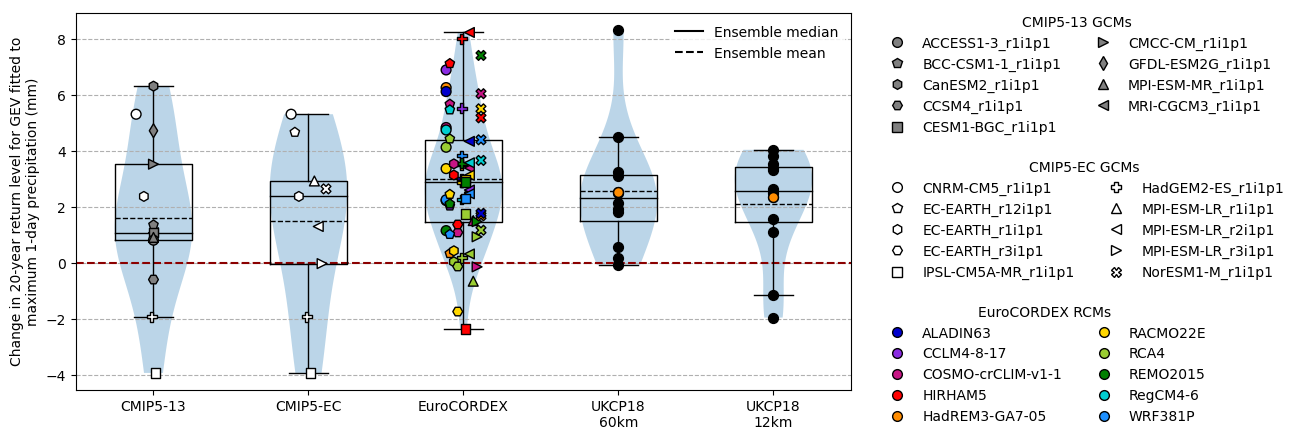 Change in 20-year return level for GEV fitted to
maximum 1-day precipitation (mm)
8
6
4
2
0
−2
−4
Ensemble median
Ensemble mean
CMIP5-13
CMIP5-EC
EuroCORDEX
UKCP18
60km
UKCP18
12km
CMIP5-13 GCMs
ACCESS1-3_r1i1p1
BCC-CSM1-1_r1i1p1
CanESM2_r1i1p1
CCSM4_r1i1p1
CESM1-BGC_r1i1p1
CMCC-CM_r1i1p1
GFDL-ESM2G_r1i1p1
MPI-ESM-MR_r1i1p1
MRI-CGCM3_r1i1p1
CMIP5-EC GCMs
CNRM-CM5_r1i1p1
EC-EARTH_r12i1p1
EC-EARTH_r1i1p1
EC-EARTH_r3i1p1
IPSL-CM5A-MR_r1i1p1
HadGEM2-ES_r1i1p1
MPI-ESM-LR_r1i1p1
MPI-ESM-LR_r2i1p1
MPI-ESM-LR_r3i1p1
NorESM1-M_r1i1p1
EuroCORDEX RCMs
ALADIN63
CCLM4-8-17
COSMO-crCLIM-v1-1
HIRHAM5
HadREM3-GA7-05
RACMO22E
RCA4
REMO2015
RegCM4-6
WRF381P